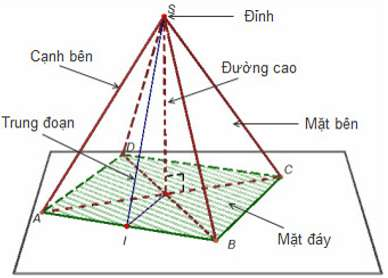 S
Đỉnh
Cạnh bên
Đường cao
Trung đoạn
Mặt bên
D
C
A
I
B
Mặt đáy